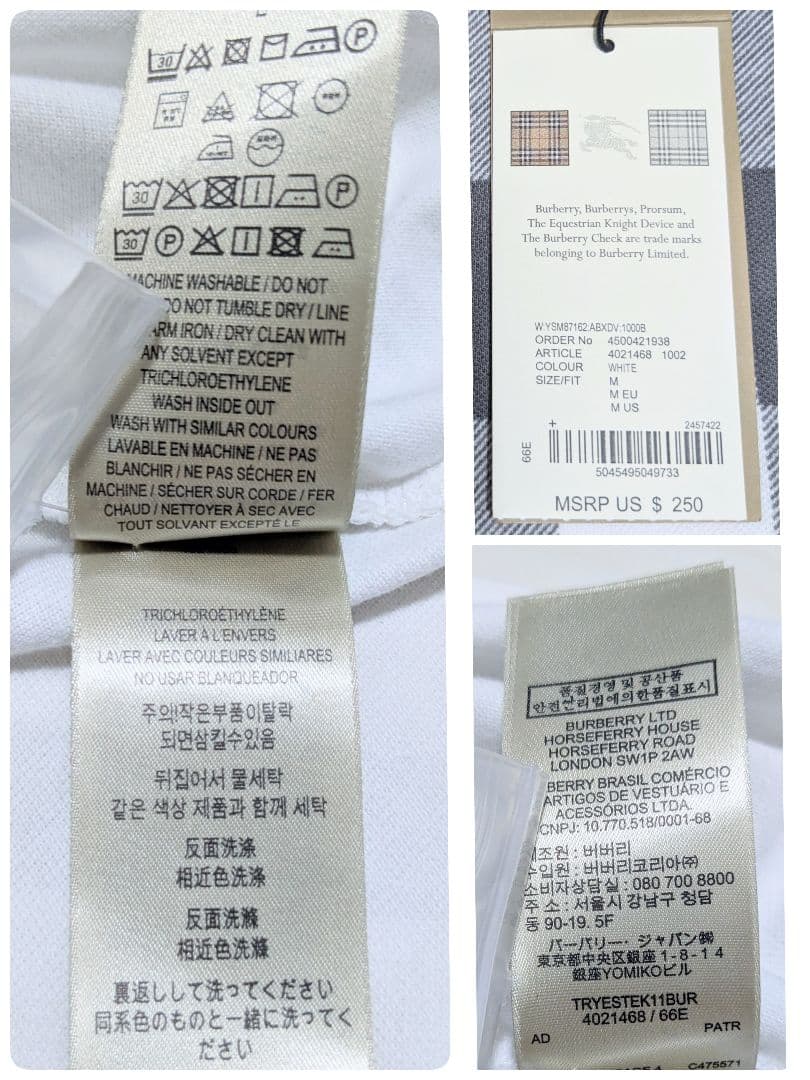 30 P
30 P
30 P
MACHINE WASHABLE / DO NOT
DO NOT TUMBLE DRY / LINE
ARM IRON / DRY CLEAN WITH
ANY SOLVENT EXCEPT
TRICHLOROETHYLENE
WASH INSIDE OUT
WASH WITH SIMILAR COLOURS
LAVABLE EN MACHINE / NE PAS
BLANCHIR / NE PAS SÉCHER EN
MACHINE / SÉCHER SUR CORDE / FER
CHAUD / NETTOYER À SEC AVEC
TOUT SOLVANT EXCEPTÉ LE
TRICHLOROÉTHYLÈNE
LAVER À L'ENVERS
LAVER AVEC COULEURS SIMILIARES
NO USAR BLANQUEADOR
주의!작은부품이탈락
되면삼킬수있음
뒤집어서 물세탁
같은 색상 제품과 함께 세탁
反面洗涤
相近色洗涤
反面洗滌
相近色洗滌
裏返しして洗ってください
同系色のものと一緒に洗ってく
ださい
Burberry, Burberrys, Prorsum,
The Equestrian Knight Device and
The Burberry Check are trade marks
belonging to Burberry Limited.
W:YSM87162:ABXDV:1000B
ORDER No 4500421938
ARTICLE 4021468 1002
COLOUR WHITE
SIZE/FIT M
M EU
M US
66E
+
2457422
5045495049733
MSRP US $ 250
품질경영 및 공산품
안전관리법에의한품질표시
BURBERRY LTD
HORSEFERRY HOUSE
HORSEFERRY ROAD
LONDON SW1P 2AW
BERRY BRASIL COMÉRCIO
ARTIGOS DE VESTUÁRIO E
ACESSÓRIOS LTDA.
CNPJ: 10.770.518/0001-68
제조원 : 버버리
수입원 : 버버리코리아㈜
소비자상담실 : 080 700 8800
주 소 : 서울시 강남구 청담
동 90-19. 5F
バーバリー・ジャパン㈱
東京都中央区銀座1-8-14
銀座YOMIKOビル
TRYESTEK11BUR
4021468 / 66E
AD PATR
C475571